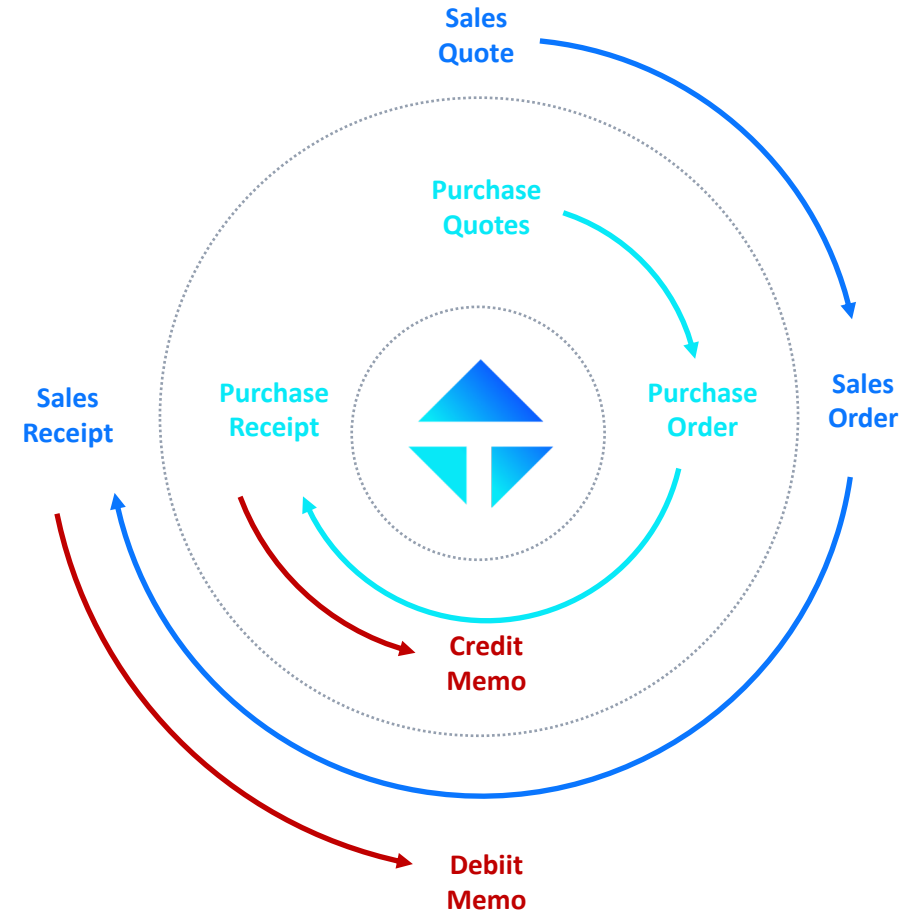 Sales
Quote
Purchase
Quotes
Sales
Receipt
Purchase
Receipt
Purchase
Order
Sales
Order
Credit
Memo
Debiit
Memo